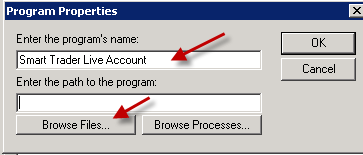 Program Properties
Enter the program's name:
OK
Smart Trader Live Account
Cancel
Enter the path to the program:
Browse Files...
Browse Processes...